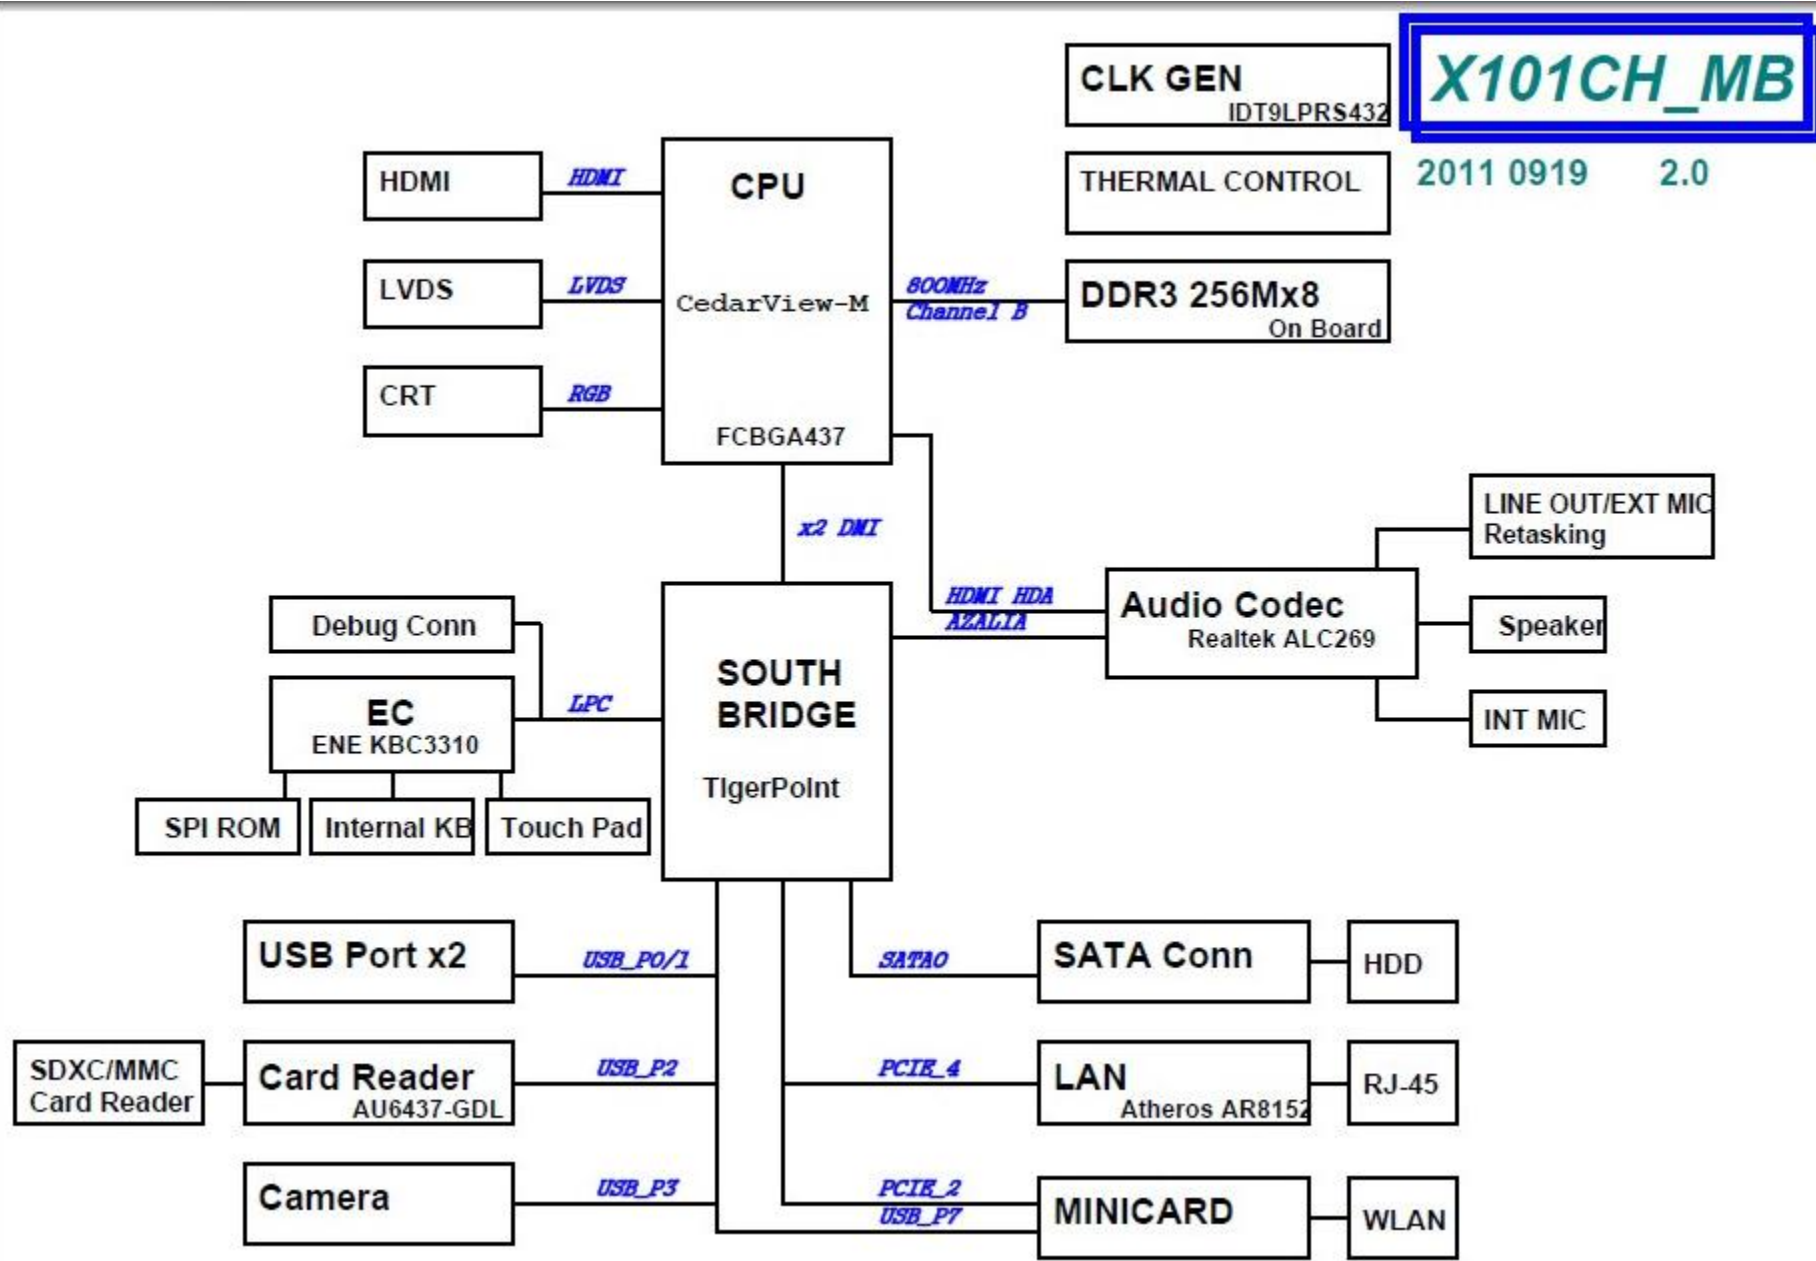 CLK GEN
IDT9LPRS432
X101CH_MB
2011 0919 2.0
THERMAL CONTROL
HDMI
HDMI
CPU
LVDS
LVDS
CedarView-M
800MHz
Channel B
DDR3 256Mx8
On Board
CRT
RGB
FCBGA437
x2 DMI
LINE OUT/EXT MIC
Retasking
HDMI HDA
AZALIA
Audio Codec
Realtek ALC269
Speaker
INT MIC
Debug Conn
EC
ENE KBC3310
LPC
SOUTH
BRIDGE
TIgerPoInt
SPI ROM
Internal KB
Touch Pad
USB Port x2
USB_P0/1
SATA0
SATA Conn
HDD
SDXC/MMC
Card Reader
Card Reader
AU6437-GDL
USB_P2
PCIE_4
LAN
Atheros AR8152
RJ-45
Camera
USB_P3
PCIE_2
USB_P7
MINICARD
WLAN